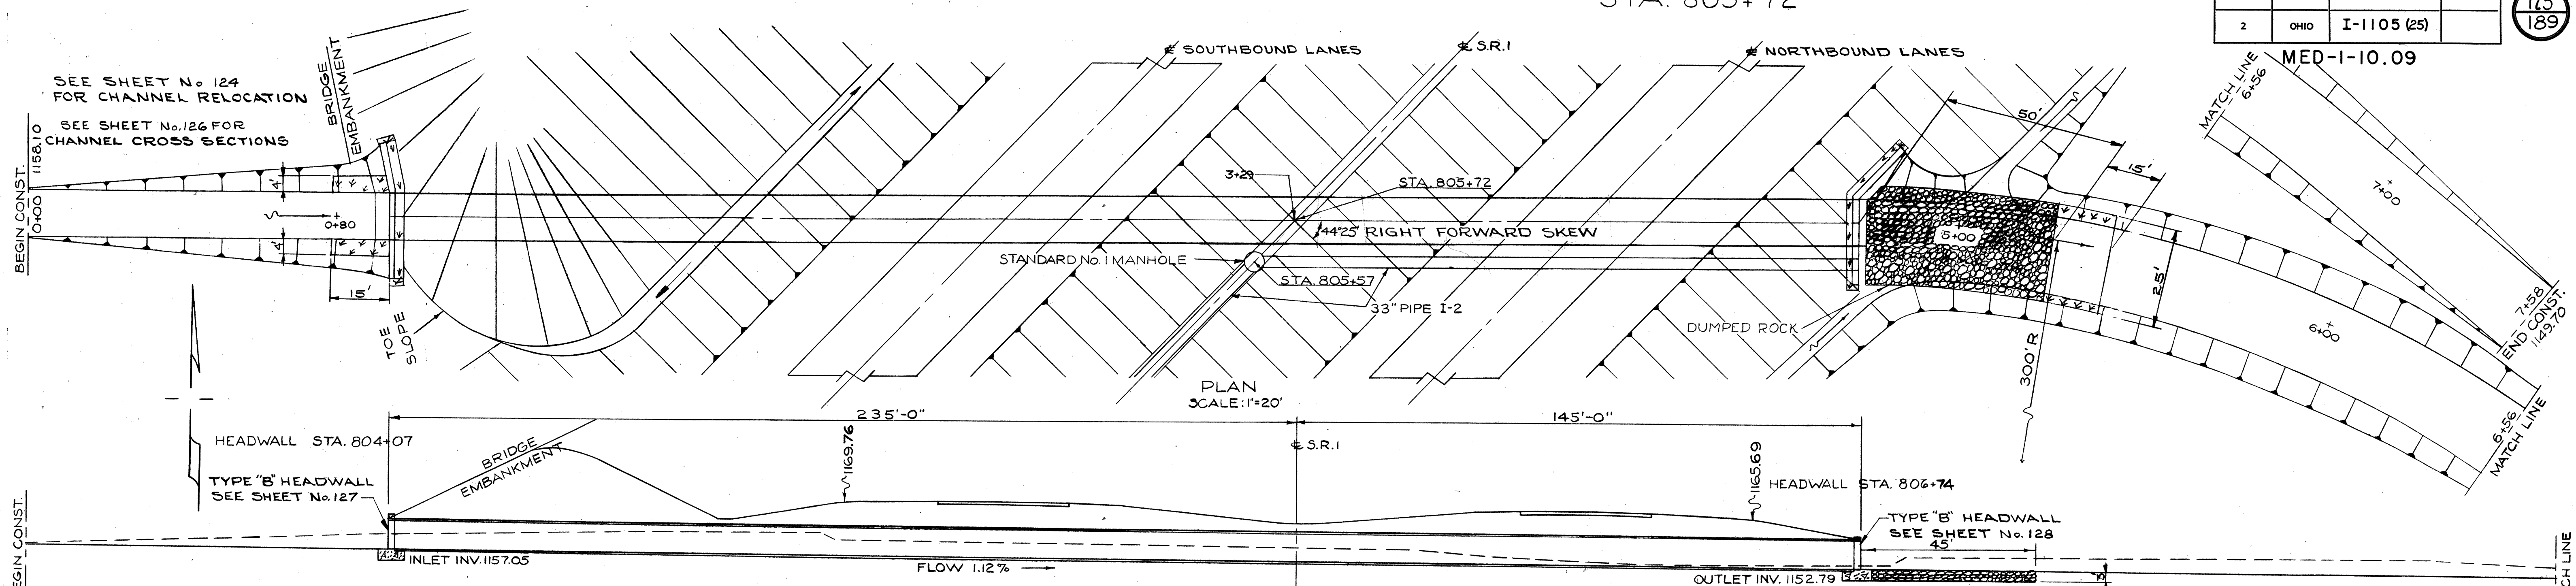 STA. 805+72
125
189
2 OHIO I-1105 (25)
MED-1-10.09
SEE SHEET No 124
FOR CHANNEL RELOCATION
SEE SHEET No. 126 FOR
CHANNEL CROSS SECTIONS
BRIDGE
EMBANKMENT
℄ SOUTHBOUND LANES
℄ S.R.1
℄ NORTHBOUND LANES
MATCH LINE
6+56
BEGIN CONST.
0+00
1158.10
4'
0+80
4'
15'
TOE
SLOPE
3+29
STA. 805+72
44°25' RIGHT FORWARD SKEW
STANDARD No. 1 MANHOLE
STA. 805+57
33" PIPE I-2
50'
15'
5+00
25'
DUMPED ROCK
300' R
6+00
7+00
7+58
END CONST.
1149.70
6+56
MATCH LINE
PLAN
SCALE: 1"=20'
235'-0"
145'-0"
HEADWALL STA. 804+07
BRIDGE
EMBANKMENT
1169.76
℄ S.R.1
1165.69
HEADWALL STA. 806+74
TYPE "B" HEADWALL
SEE SHEET No. 127
TYPE "B" HEADWALL
SEE SHEET No. 128
45'
BEGIN CONST.
INLET INV. 1157.05
FLOW 1.12%
OUTLET INV. 1152.79
3'